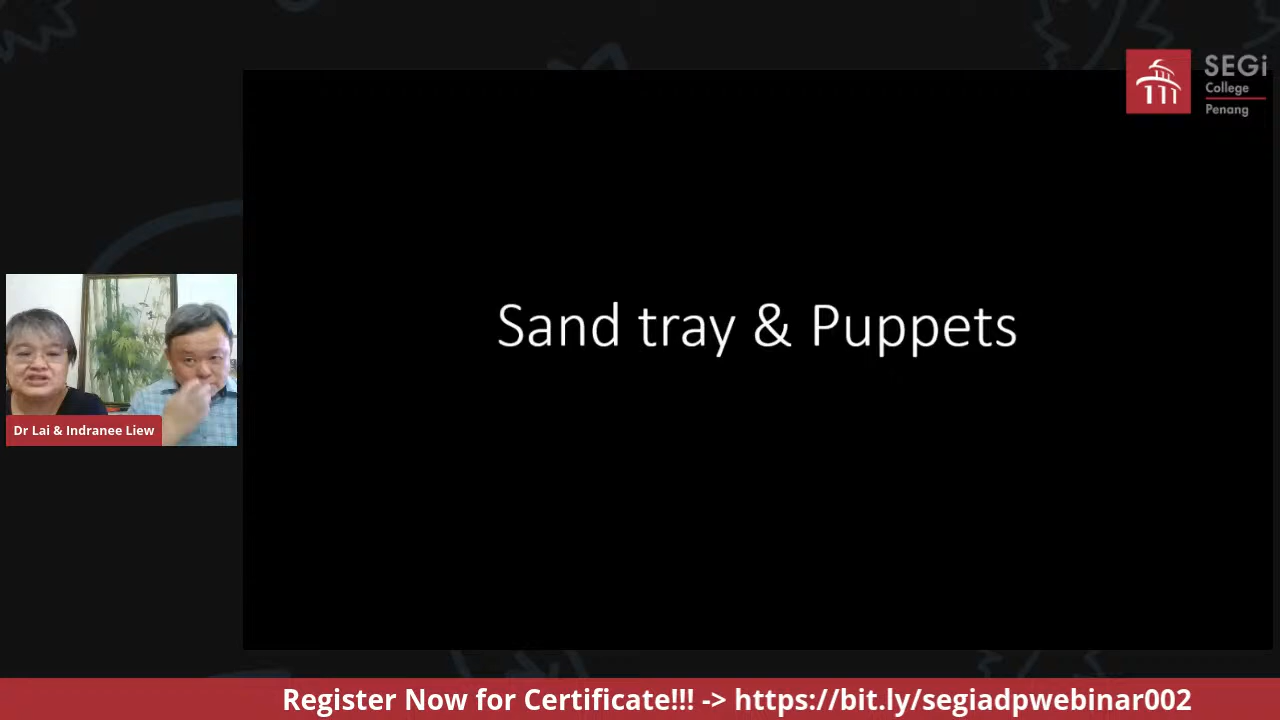 SEGi
College
Penang
Sand tray & Puppets
Dr Lai & Indranee Liew
Register Now for Certificate!!! -> https://bit.ly/segiadpwebinar002